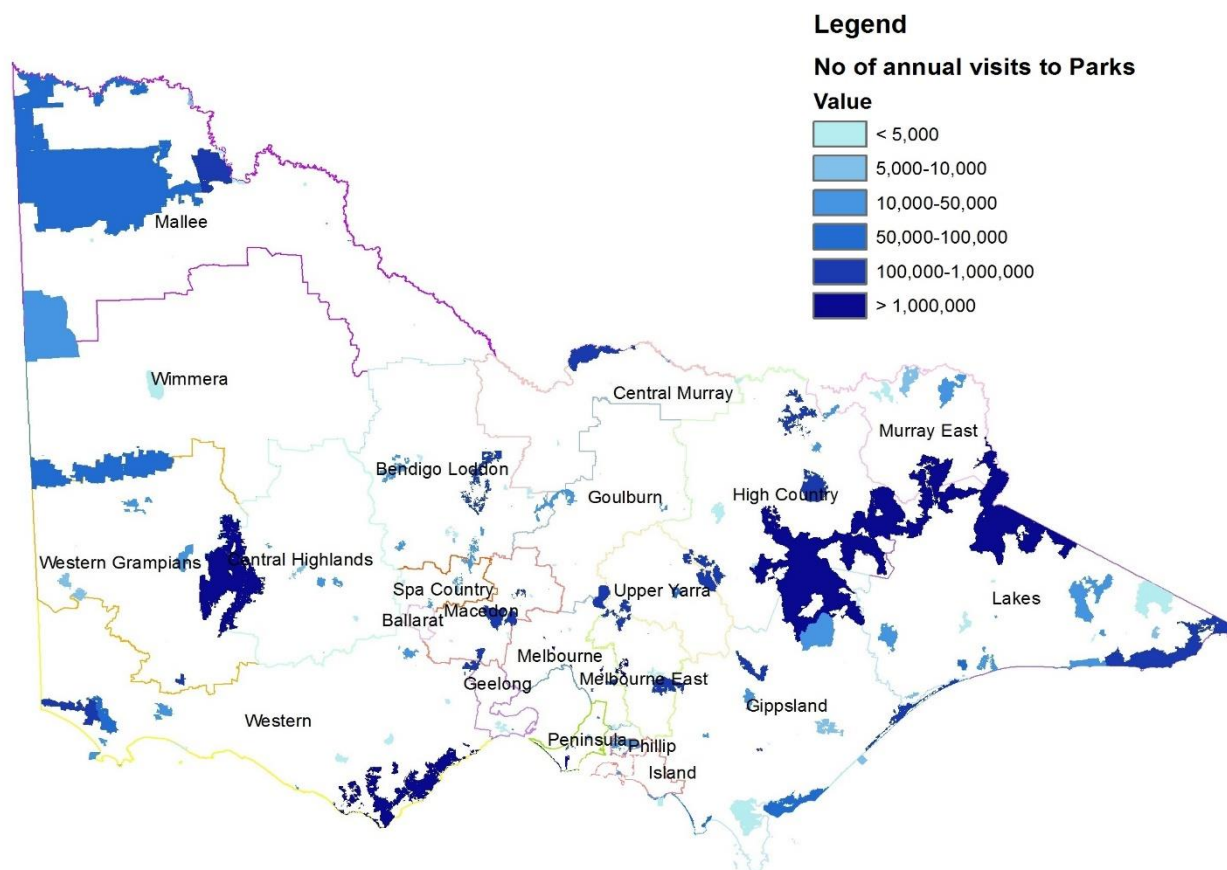 Legend
No of annual visits to Parks
Value
< 5,000
5,000-10,000
10,000-50,000
50,000-100,000
100,000-1,000,000
> 1,000,000
Mallee
Wimmera
Central Murray
Murray East
Bendigo Loddon
Goulburn
High Country
Western Grampians
Central Highlands
Spa Country
Upper Yarra
Lakes
Macedon
Ballarat
Melbourne
Geelong
Melbourne East
Western
Gippsland
Peninsula
Phillip
Island